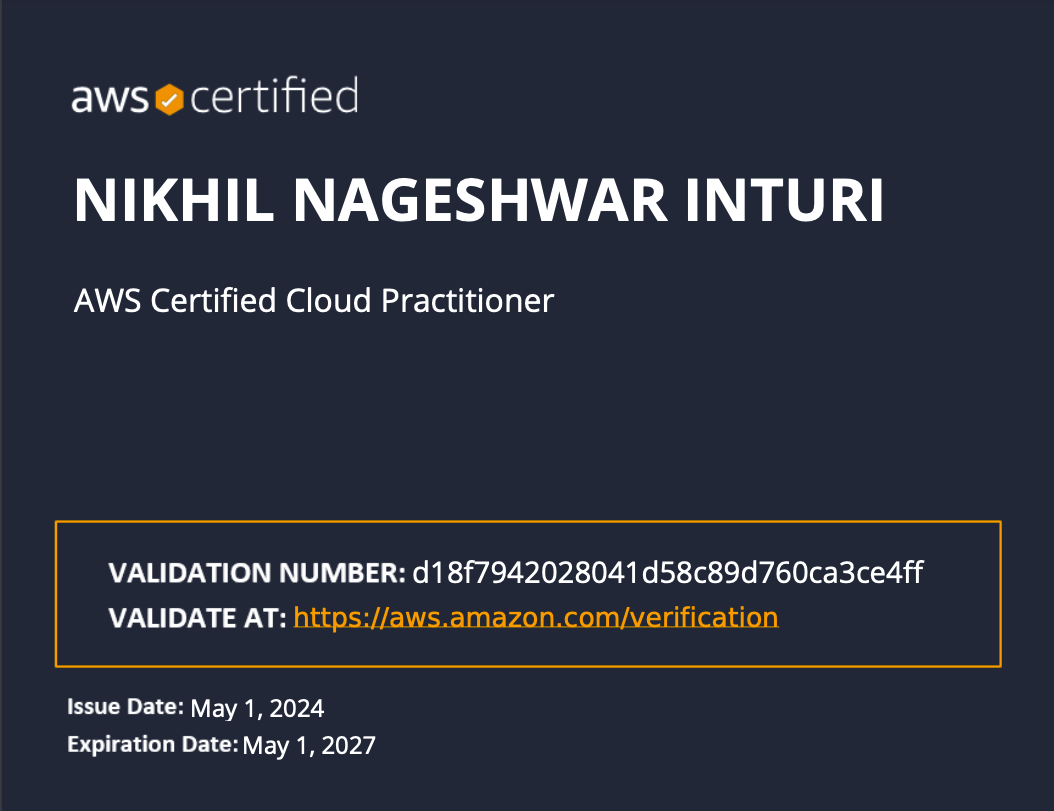 aws certified
NIKHIL NAGESHWAR INTURI
AWS Certified Cloud Practitioner
VALIDATION NUMBER: d18f7942028041d58c89d760ca3ce4ff
VALIDATE AT: https://aws.amazon.com/verification
Issue Date: May 1, 2024
Expiration Date: May 1, 2027